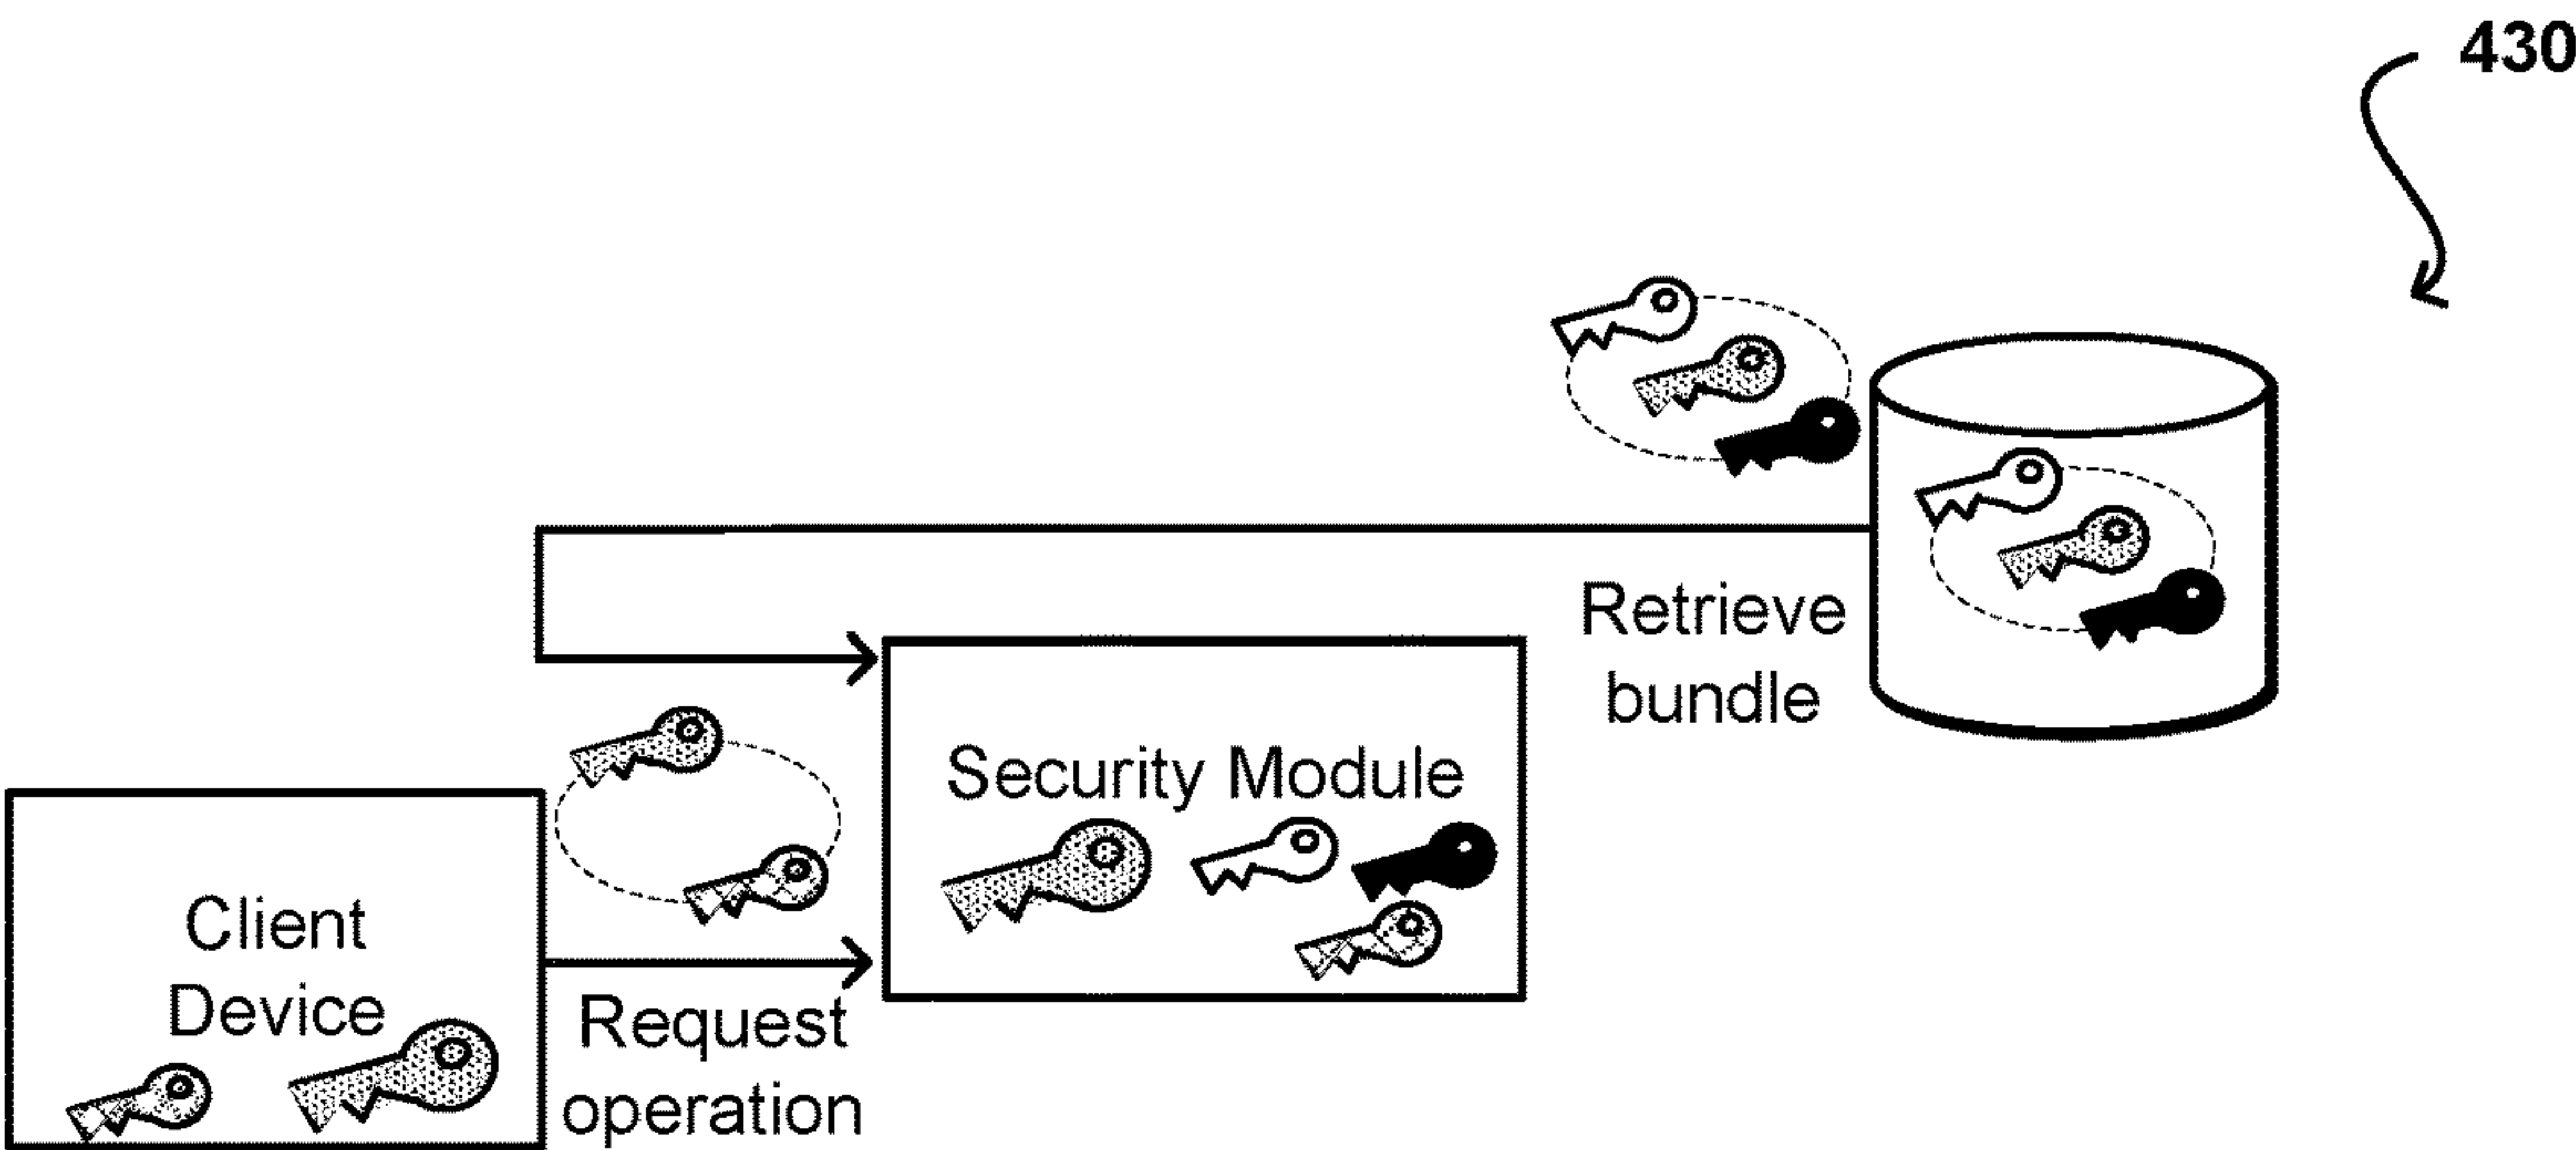 430
Retrieve
bundle
Security Module
Client
Device
Request
operation